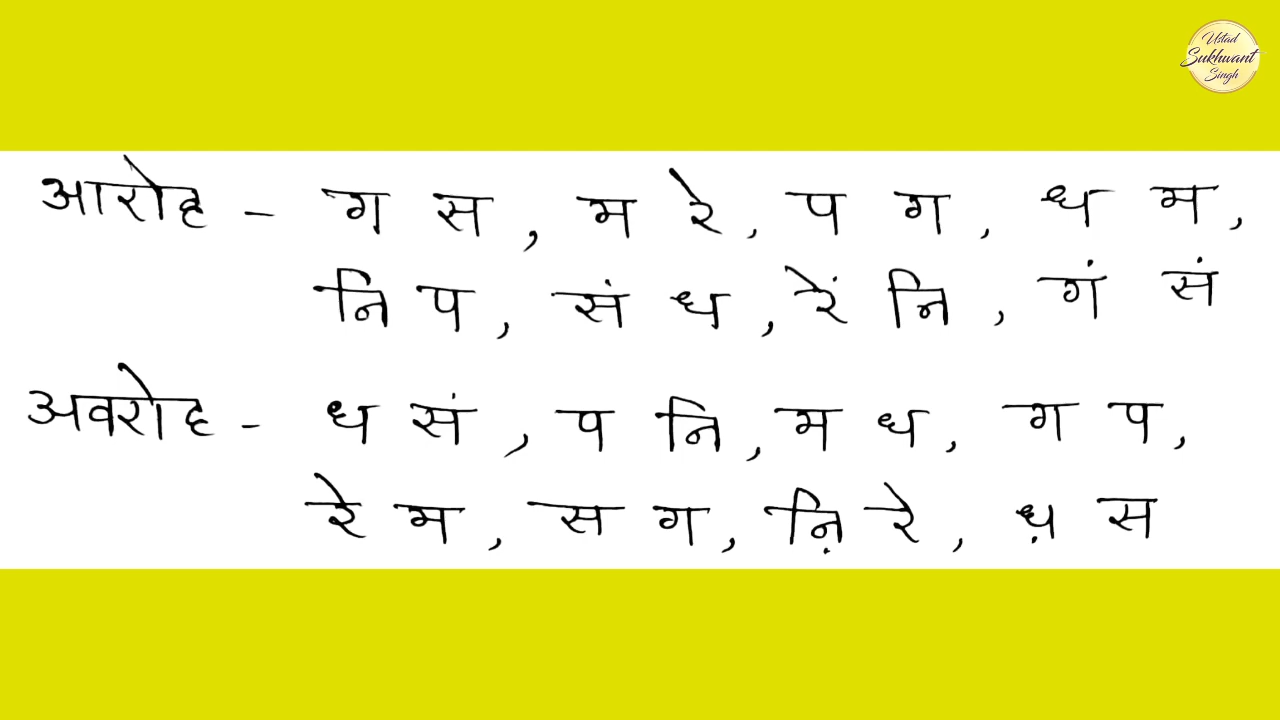 Ustad
Sukhwant
Singh
आरोह - ग स , म रे , प ग , ध म ,
नि प , सं ध , रें नि , गं सं
अवरोह - ध सं , प नि , म ध , ग प ,
रे म , स ग , ऩि रे , ध़ स